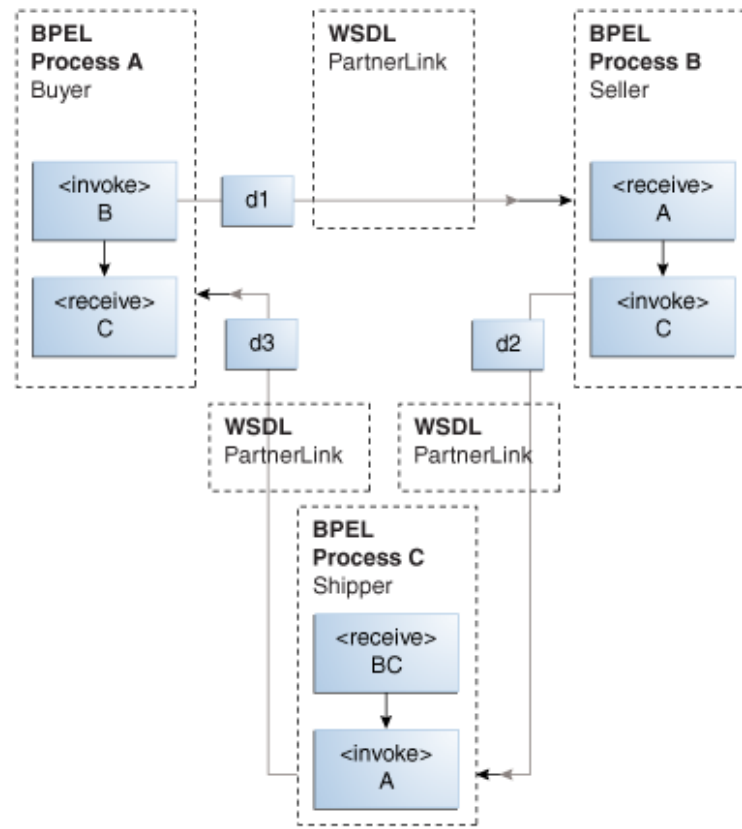 BPEL
Process A
Buyer
WSDL
PartnerLink
BPEL
Process B
Seller
<invoke>
B
d1
<receive>
A
<receive>
C
<invoke>
C
d3
d2
WSDL
PartnerLink
WSDL
PartnerLink
BPEL
Process C
Shipper
<receive>
BC
<invoke>
A